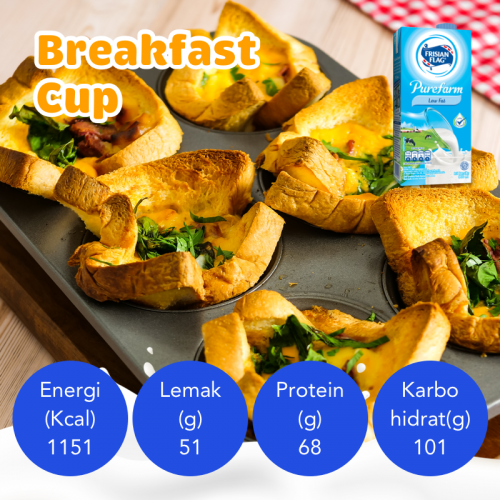 Breakfast
Cup
FRISIAN
FLAG
Purefarm
Low Fat
Energi
(Kcal)
1151
Lemak
(g)
51
Protein
(g)
68
Karbo
hidrat(g)
101